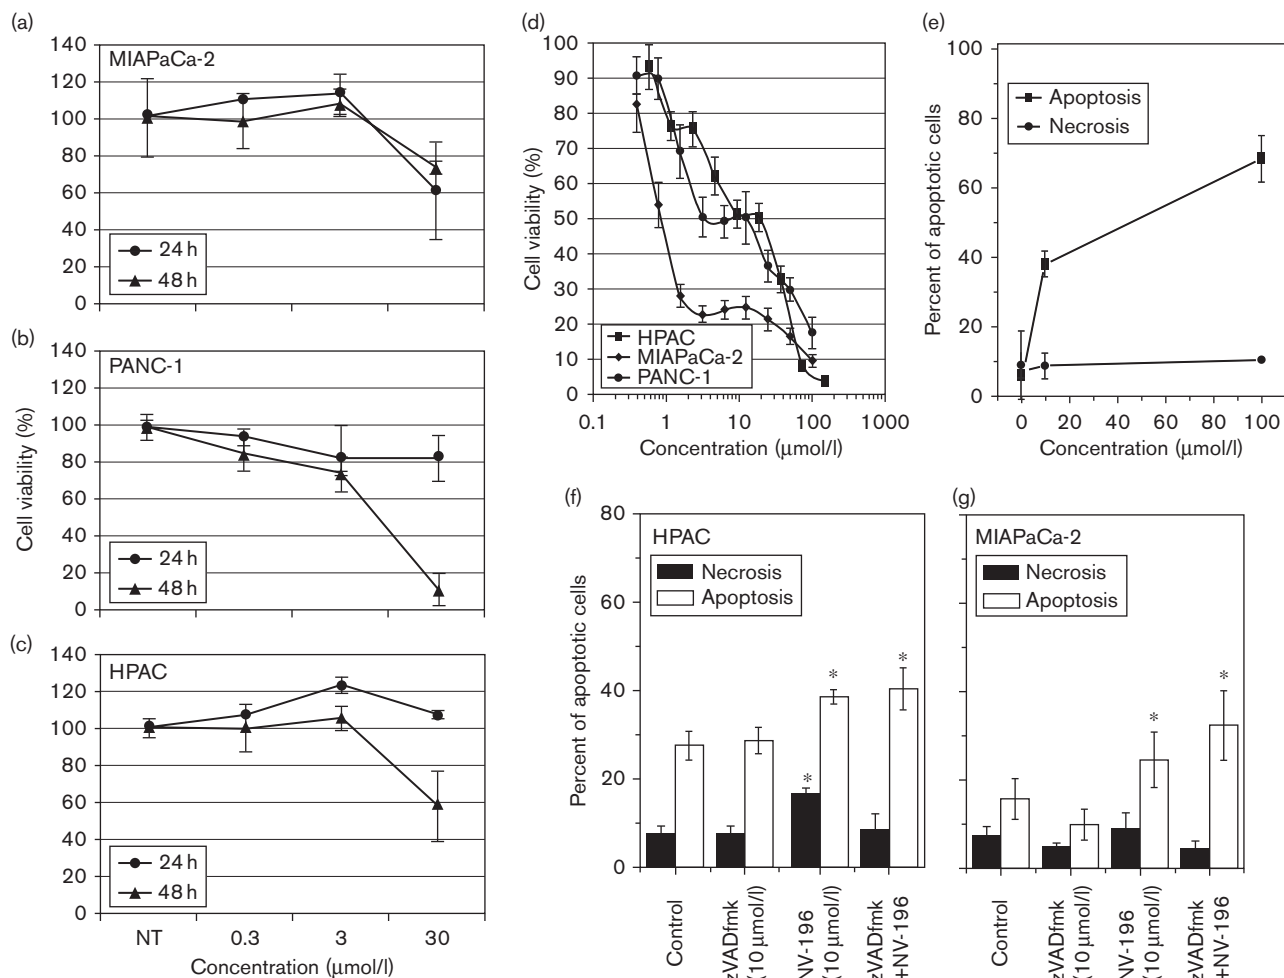 (a)
140
120
100
80
60
40
20
0
MIAPaCa-2
24 h
48 h
(b)
140
120
100
80
60
40
20
0
PANC-1
24 h
48 h
Cell viability (%)
(c)
140
120
100
80
60
40
20
0
HPAC
24 h
48 h
NT
0.3
3
30
Concentration (μmol/l)
(d)
100
90
80
70
60
50
40
30
20
10
0
Cell viability (%)
HPAC
MIAPaCa-2
PANC-1
0.1
1
10
100
1000
Concentration (μmol/l)
(e)
100
80
60
40
20
0
Percent of apoptotic cells
Apoptosis
Necrosis
0
20
40
60
80
100
Concentration (μmol/l)
(f)
80
60
40
20
0
Percent of apoptotic cells
HPAC
Necrosis
Apoptosis
*
*
*
Control
zVADfmk
(10 μmol/l)
NV-196
(10 μmol/l)
zVADfmk
+NV-196
(g)
MIAPaCa-2
Necrosis
Apoptosis
*
*
Control
zVADfmk
(10 μmol/l)
NV-196
(10 μmol/l)
zVADfmk
+NV-196